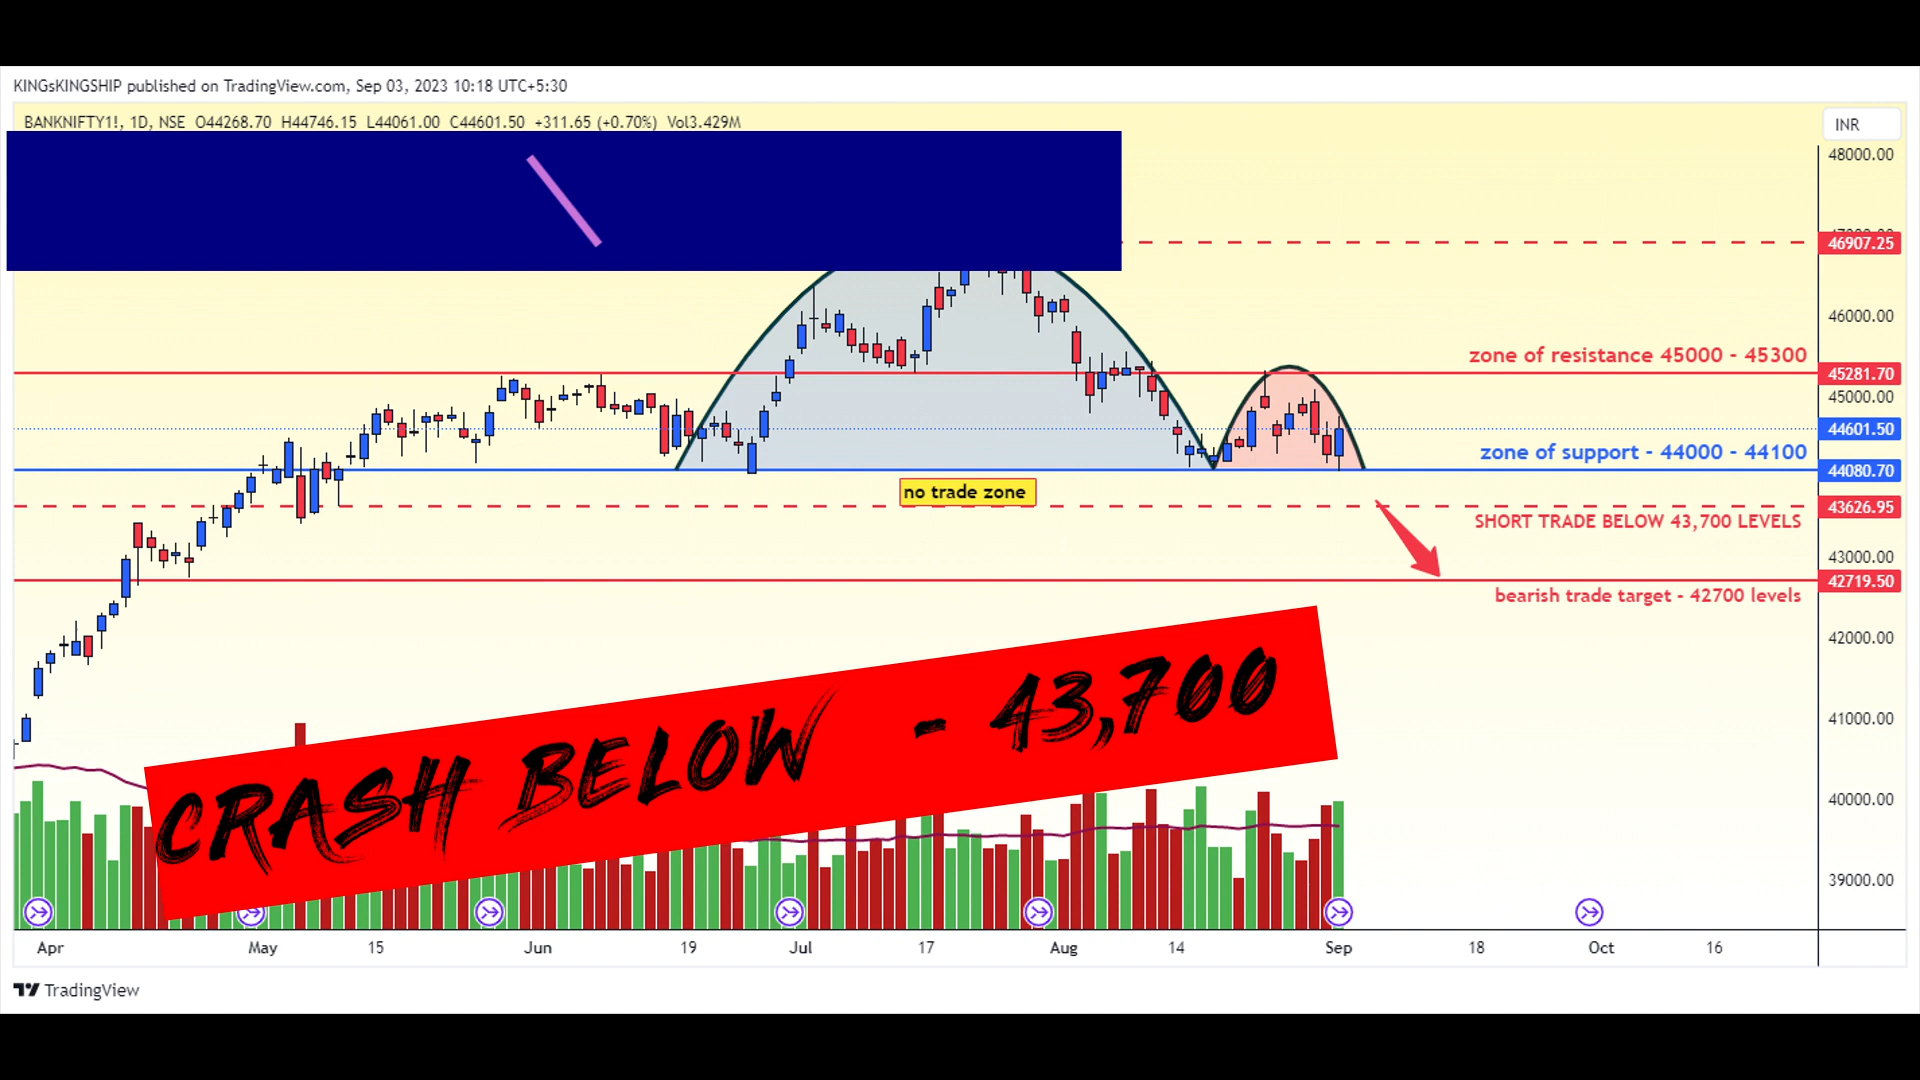 KINGsKINGSHIP published on TradingView.com, Sep 03, 2023 10:18 UTC+5:30
BANKNIFTY1!, 1D, NSE O44268.70 H44746.15 L44061.00 C44601.50 +311.65 (+0.70%) Vol3.429M
INR
48000.00
46907.25
46000.00
zone of resistance 45000 - 45300
45281.70
45000.00
44601.50
zone of support - 44000 - 44100
44080.70
no trade zone
43626.95
SHORT TRADE BELOW 43,700 LEVELS
43000.00
42719.50
bearish trade target - 42700 levels
42000.00
CRASH BELOW - 43,700
41000.00
40000.00
39000.00
Apr May 15 Jun 19 Jul 17 Aug 14 Sep 18 Oct 16
TradingView